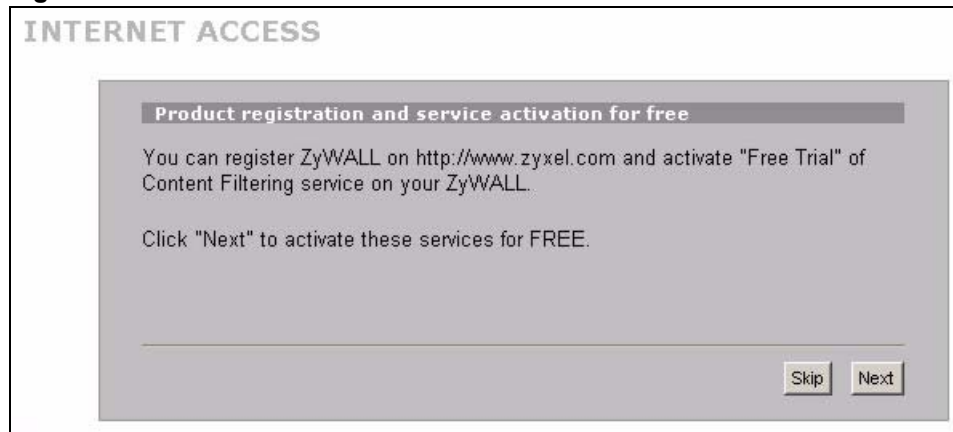 INTERNET ACCESS
Product registration and service activation for free
You can register ZyWALL on http://www.zyxel.com and activate "Free Trial" of
Content Filtering service on your ZyWALL.
Click "Next" to activate these services for FREE.
Skip Next